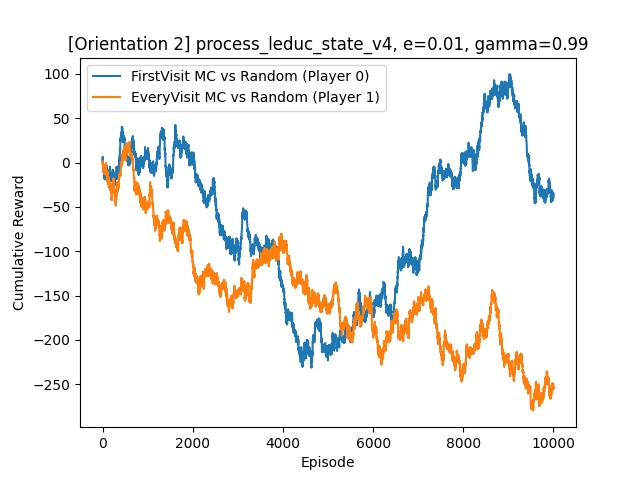 [Orientation 2] process_leduc_state_v4, e=0.01, gamma=0.99
FirstVisit MC vs Random (Player 0)
EveryVisit MC vs Random (Player 1)
Cumulative Reward
100
50
0
−50
−100
−150
−200
−250
0
2000
4000
6000
8000
10000
Episode